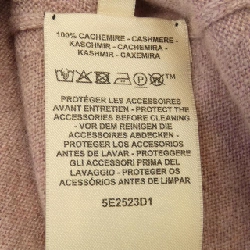 100% CACHEMIRE - CASHMERE
KASCHMIR - CACHEMIRA
KASHMIR - CAXEMIRA
PROTÉGER LES ACCESSOIRES
AVANT ENTRETIEN - PROTECT THE
ACCESSORIES BEFORE CLEANING
- VOR DEM REINIGEN DIE
ACCESSOIRES ABDECKEN -
PROTEGER LOS ACCESORIOS
ANTES DE LAVAR - PROTEGGERE
GLI ACCESSORI PRIMA DEL
LAVAGGIO - PROTEGER OS
ACESSÓRIOS ANTES DE LIMPAR
5E2523D1